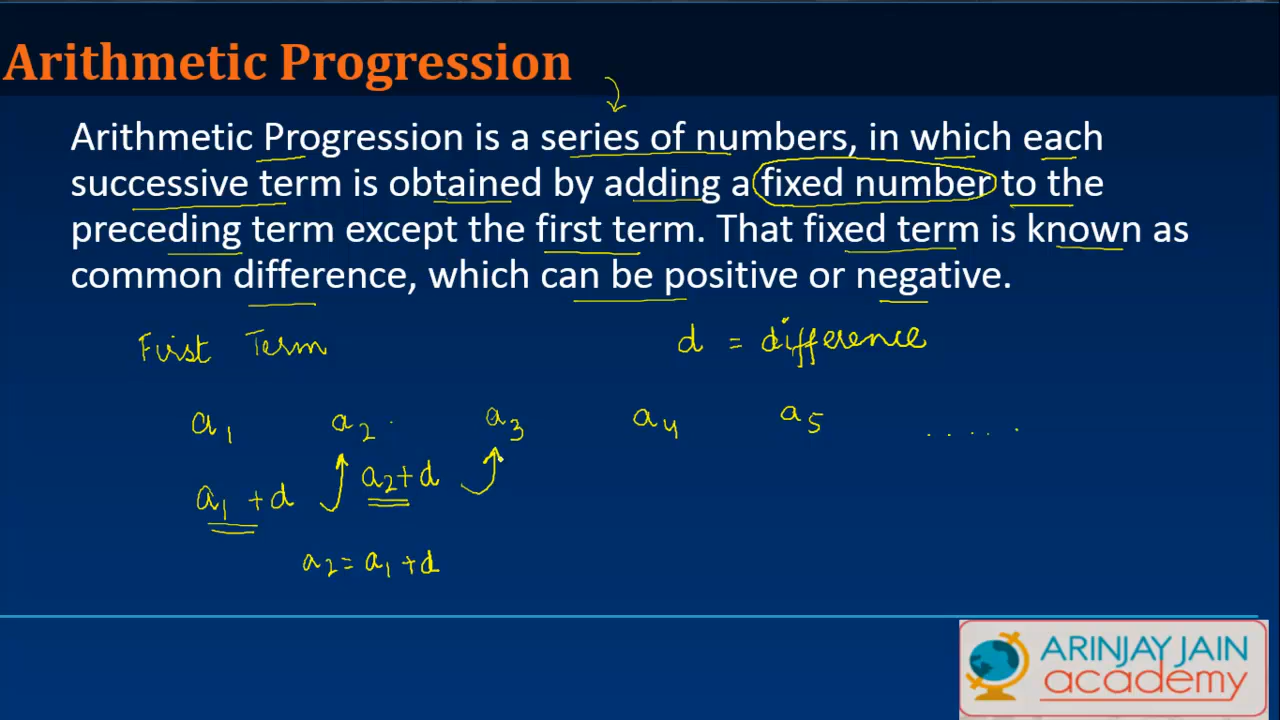 Arithmetic Progression
Arithmetic Progression is a series of numbers, in which each
successive term is obtained by adding a fixed number to the
preceding term except the first term. That fixed term is known as
common difference, which can be positive or negative.
First Term d = difference
a1 a2 a3 a4 a5 ......
a1 + d a2 + d
a2 = a1 + d
ARINJAY JAIN
academy